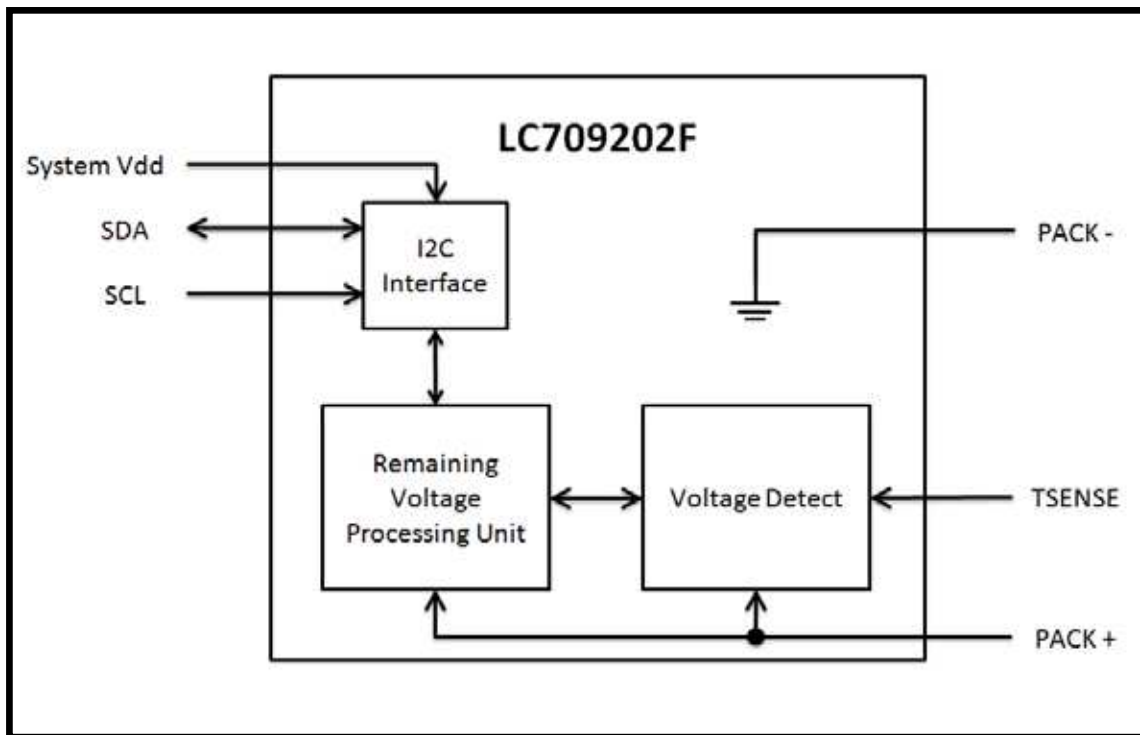 LC709202F
System Vdd
SDA
SCL
I2C
Interface
PACK -
Remaining
Voltage
Processing Unit
Voltage Detect
TSENSE
PACK +